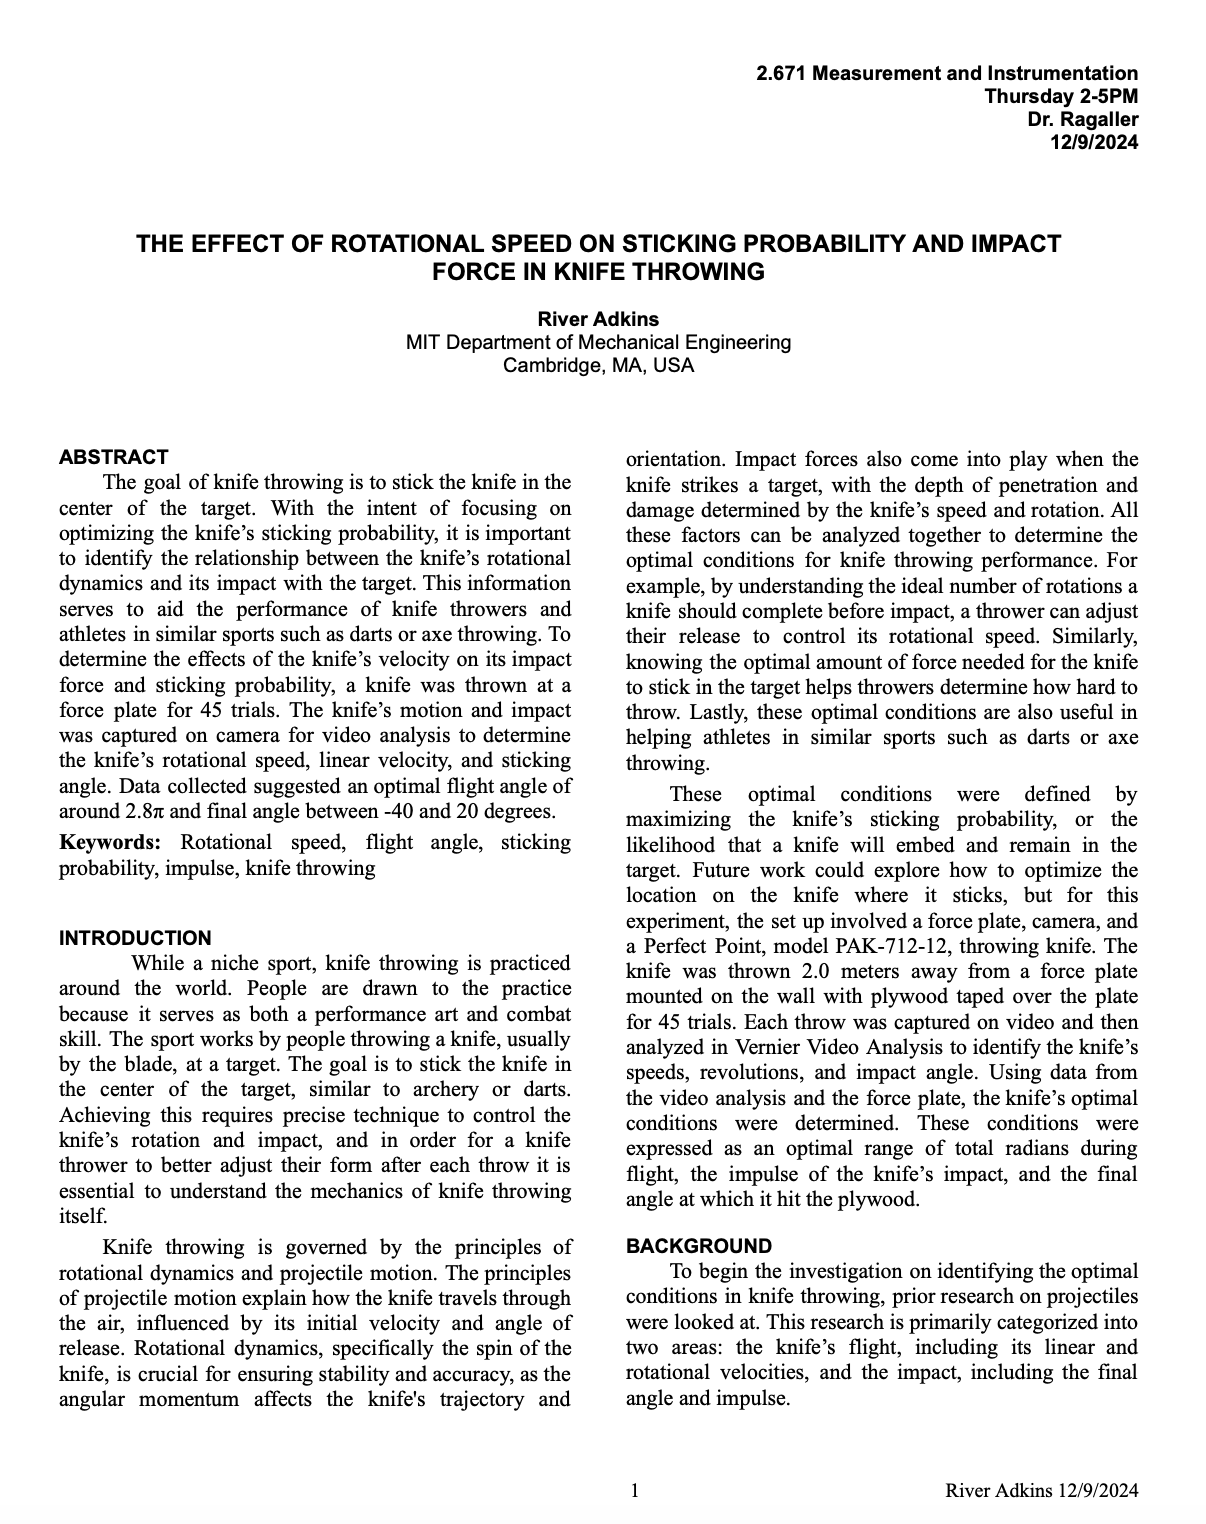 2.671 Measurement and Instrumentation
Thursday 2-5PM
Dr. Ragaller
12/9/2024
THE EFFECT OF ROTATIONAL SPEED ON STICKING PROBABILITY AND IMPACT
FORCE IN KNIFE THROWING
River Adkins
MIT Department of Mechanical Engineering
Cambridge, MA, USA
ABSTRACT
The goal of knife throwing is to stick the knife in the
center of the target. With the intent of focusing on
optimizing the knife’s sticking probability, it is important
to identify the relationship between the knife’s rotational
dynamics and its impact with the target. This information
serves to aid the performance of knife throwers and
athletes in similar sports such as darts or axe throwing. To
determine the effects of the knife’s velocity on its impact
force and sticking probability, a knife was thrown at a
force plate for 45 trials. The knife’s motion and impact
was captured on camera for video analysis to determine
the knife’s rotational speed, linear velocity, and sticking
angle. Data collected suggested an optimal flight angle of
around 2.8π and final angle between -40 and 20 degrees.
Keywords: Rotational speed, flight angle, sticking
probability, impulse, knife throwing
INTRODUCTION
While a niche sport, knife throwing is practiced
around the world. People are drawn to the practice
because it serves as both a performance art and combat
skill. The sport works by people throwing a knife, usually
by the blade, at a target. The goal is to stick the knife in
the center of the target, similar to archery or darts.
Achieving this requires precise technique to control the
knife’s rotation and impact, and in order for a knife
thrower to better adjust their form after each throw it is
essential to understand the mechanics of knife throwing
itself.
Knife throwing is governed by the principles of
rotational dynamics and projectile motion. The principles
of projectile motion explain how the knife travels through
the air, influenced by its initial velocity and angle of
release. Rotational dynamics, specifically the spin of the
knife, is crucial for ensuring stability and accuracy, as the
angular momentum affects the knife's trajectory and
orientation. Impact forces also come into play when the
knife strikes a target, with the depth of penetration and
damage determined by the knife’s speed and rotation. All
these factors can be analyzed together to determine the
optimal conditions for knife throwing performance. For
example, by understanding the ideal number of rotations a
knife should complete before impact, a thrower can adjust
their release to control its rotational speed. Similarly,
knowing the optimal amount of force needed for the knife
to stick in the target helps throwers determine how hard to
throw. Lastly, these optimal conditions are also useful in
helping athletes in similar sports such as darts or axe
throwing.
These optimal conditions were defined by
maximizing the knife’s sticking probability, or the
likelihood that a knife will embed and remain in the
target. Future work could explore how to optimize the
location on the knife where it sticks, but for this
experiment, the set up involved a force plate, camera, and
a Perfect Point, model PAK-712-12, throwing knife. The
knife was thrown 2.0 meters away from a force plate
mounted on the wall with plywood taped over the plate
for 45 trials. Each throw was captured on video and then
analyzed in Vernier Video Analysis to identify the knife’s
speeds, revolutions, and impact angle. Using data from
the video analysis and the force plate, the knife’s optimal
conditions were determined. These conditions were
expressed as an optimal range of total radians during
flight, the impulse of the knife’s impact, and the final
angle at which it hit the plywood.
BACKGROUND
To begin the investigation on identifying the optimal
conditions in knife throwing, prior research on projectiles
were looked at. This research is primarily categorized into
two areas: the knife’s flight, including its linear and
rotational velocities, and the impact, including the final
angle and impulse.
1
River Adkins 12/9/2024